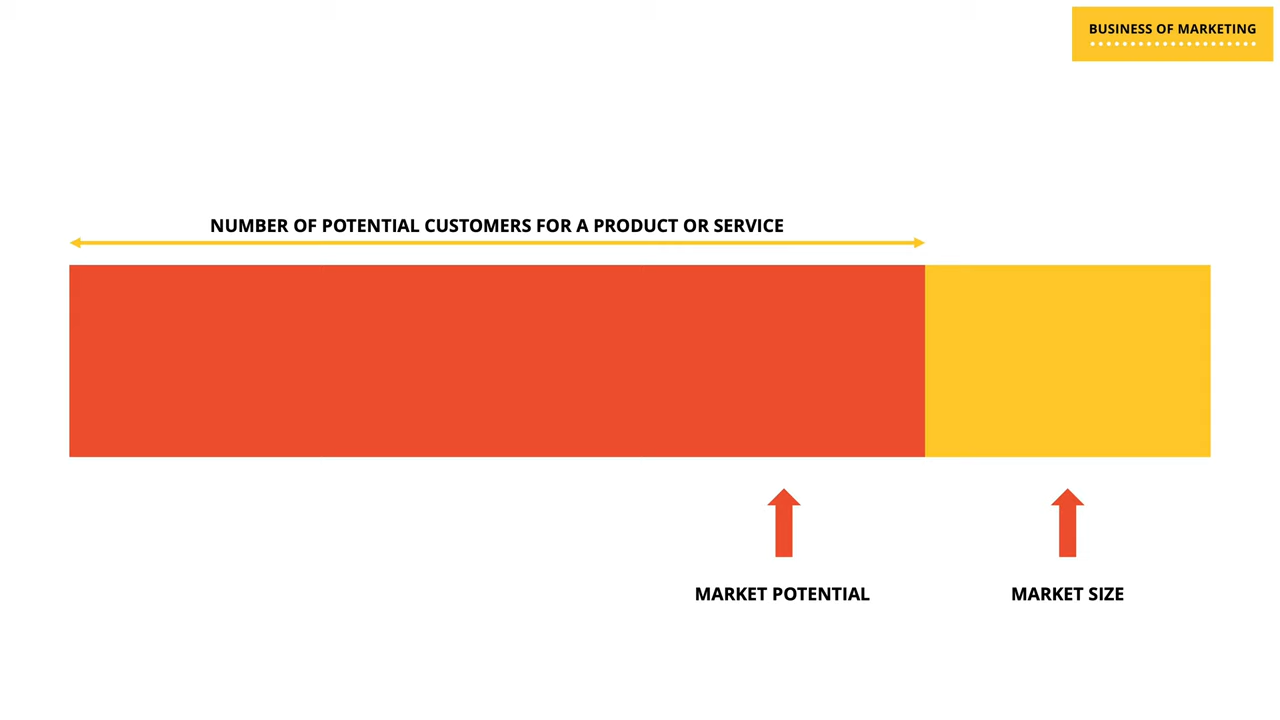 BUSINESS OF MARKETING
NUMBER OF POTENTIAL CUSTOMERS FOR A PRODUCT OR SERVICE
MARKET POTENTIAL
MARKET SIZE